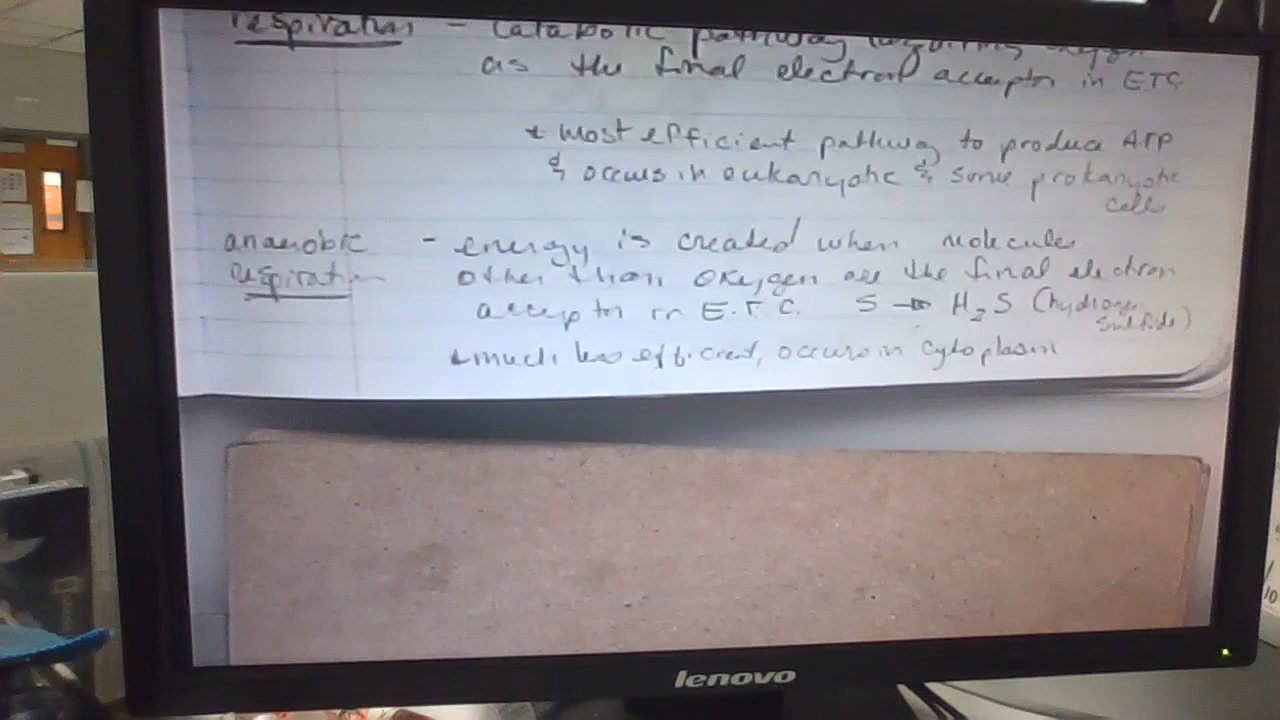 respiration - catabolic pathway requiring oxygen
as the final electron acceptor in ETC
* most efficient pathway to produce ATP
& occurs in eukaryotic & some prokaryotic
cells
anaerobic - energy is created when molecules
respiration other than oxygen are the final electron
acceptor in E.T.C. S → H₂S (hydrogen
sulfide)
* much less efficient, occurs in cytoplasm
lenovo
10